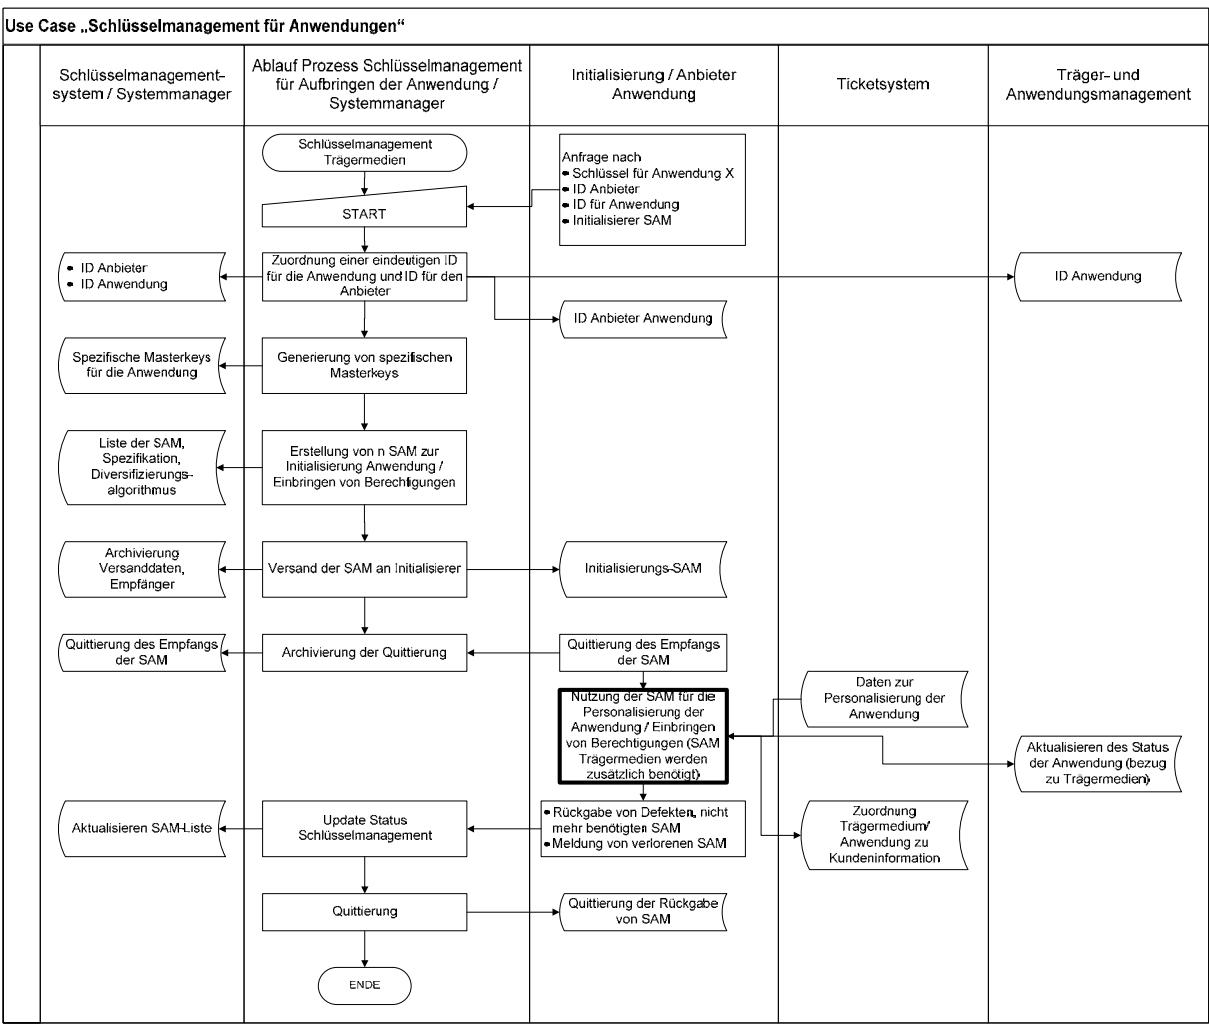 Use Case „Schlüsselmanagement für Anwendungen“
Schlüsselmanagement-
system / Systemmanager
Ablauf Prozess Schlüsselmanagement
für Aufbringen der Anwendung /
Systemmanager
Initialisierung / Anbieter
Anwendung
Ticketsystem
Träger- und
Anwendungsmanagement
Schlüsselmanagement
Trägermedien
Anfrage nach
• Schlüssel für Anwendung X
• ID Anbieter
• ID für Anwendung
• Initialisierer SAM
START
• ID Anbieter
• ID Anwendung
Zuordnung einer eindeutigen ID
für die Anwendung und ID für den
Anbieter
ID Anwendung
ID Anbieter Anwendung
Spezifische Masterkeys
für die Anwendung
Generierung von spezifischen
Masterkeys
Liste der SAM,
Spezifikation,
Diversifizierungs-
algorithmus
Erstellung von n SAM zur
Initialisierung Anwendung /
Einbringen von Berechtigungen
Archivierung
Versanddaten,
Empfänger
Versand der SAM an Initialisierer
Initialisierungs-SAM
Quittierung des Empfangs
der SAM
Archivierung der Quittierung
Quittierung des Empfangs
der SAM
Nutzung der SAM für die
Personalisierung der
Anwendung / Einbringen
von Berechtigungen (SAM
Trägermedien werden
zusätzlich benötigt)
Daten zur
Personalisierung der
Anwendung
Aktualisieren des Status
der Anwendung (bezug
zu Trägermedien)
Aktualisieren SAM-Liste
Update Status
Schlüsselmanagement
• Rückgabe von Defekten, nicht
mehr benötigten SAM
• Meldung von verlorenen SAM
Zuordnung
Trägermedium/
Anwendung zu
Kundeninformation
Quittierung
Quittierung der Rückgabe
von SAM
ENDE